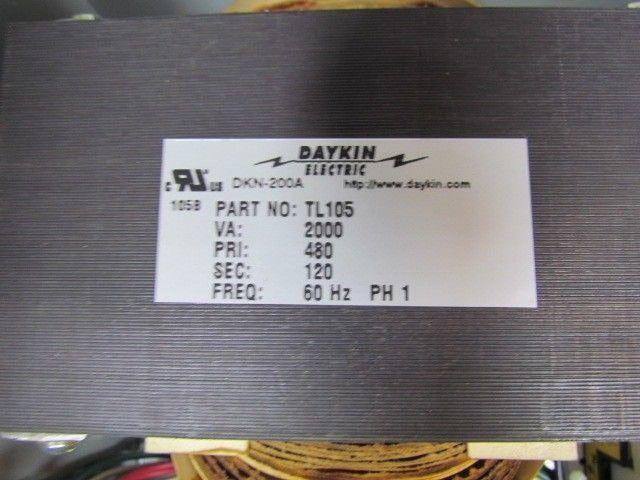 DAYKIN
ELECTRIC
c RU us DKN-200A http://www.daykin.com
105B PART NO: TL105
VA: 2000
PRI: 480
SEC: 120
FREQ: 60 Hz PH 1